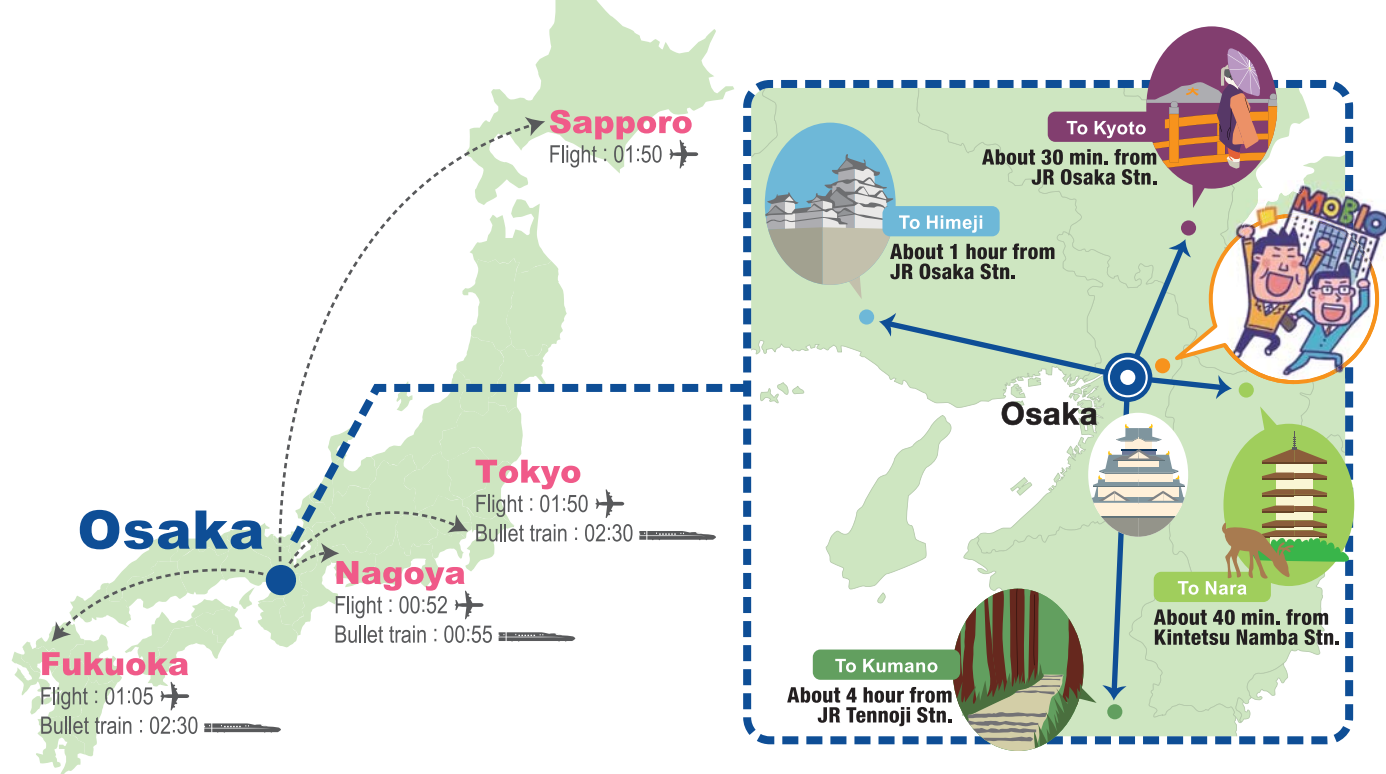 Sapporo
Flight : 01:50
Osaka
Tokyo
Flight : 01:50
Bullet train : 02:30
Nagoya
Flight : 00:52
Bullet train : 00:55
Fukuoka
Flight : 01:05
Bullet train : 02:30
To Kyoto
About 30 min. from
JR Osaka Stn.
MOBIO
To Himeji
About 1 hour from
JR Osaka Stn.
Osaka
To Nara
About 40 min. from
Kintetsu Namba Stn.
To Kumano
About 4 hour from
JR Tennoji Stn.